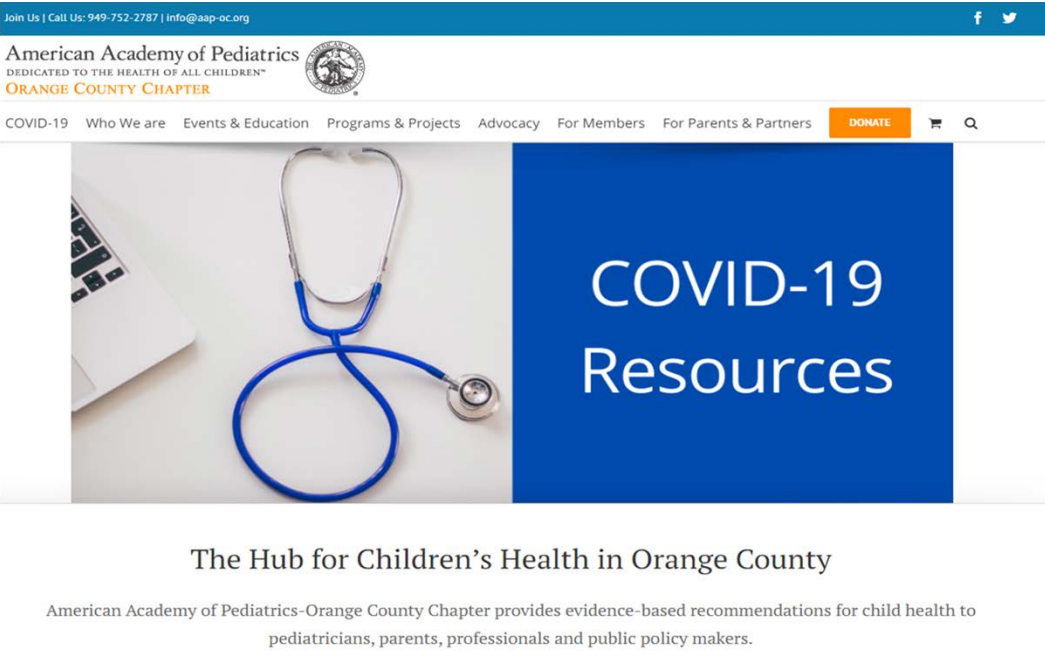 Join Us | Call Us: 949-752-2787 | info@aap-oc.org
American Academy of Pediatrics
DEDICATED TO THE HEALTH OF ALL CHILDREN™
ORANGE COUNTY CHAPTER
COVID-19 Who We are Events & Education Programs & Projects Advocacy For Members For Parents & Partners DONATE
COVID-19
Resources
The Hub for Children’s Health in Orange County
American Academy of Pediatrics-Orange County Chapter provides evidence-based recommendations for child health to
pediatricians, parents, professionals and public policy makers.